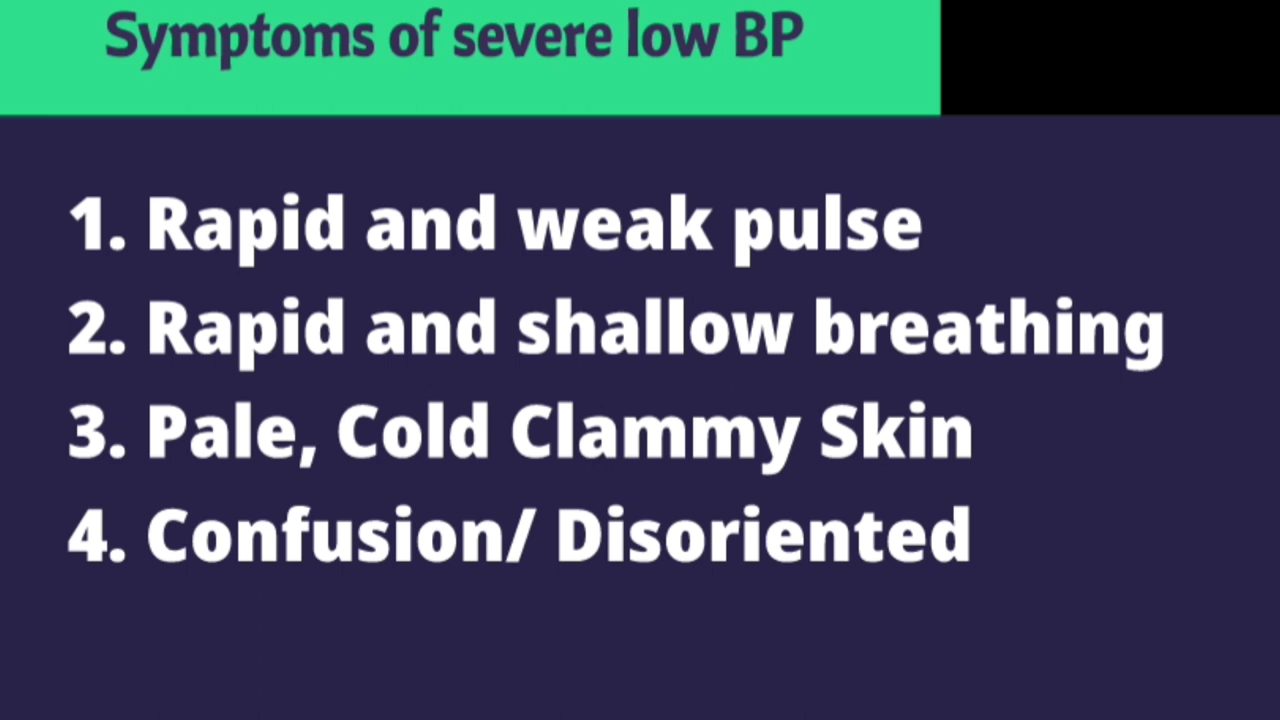 Symptoms of severe low BP
1. Rapid and weak pulse
2. Rapid and shallow breathing
3. Pale, Cold Clammy Skin
4. Confusion/ Disoriented